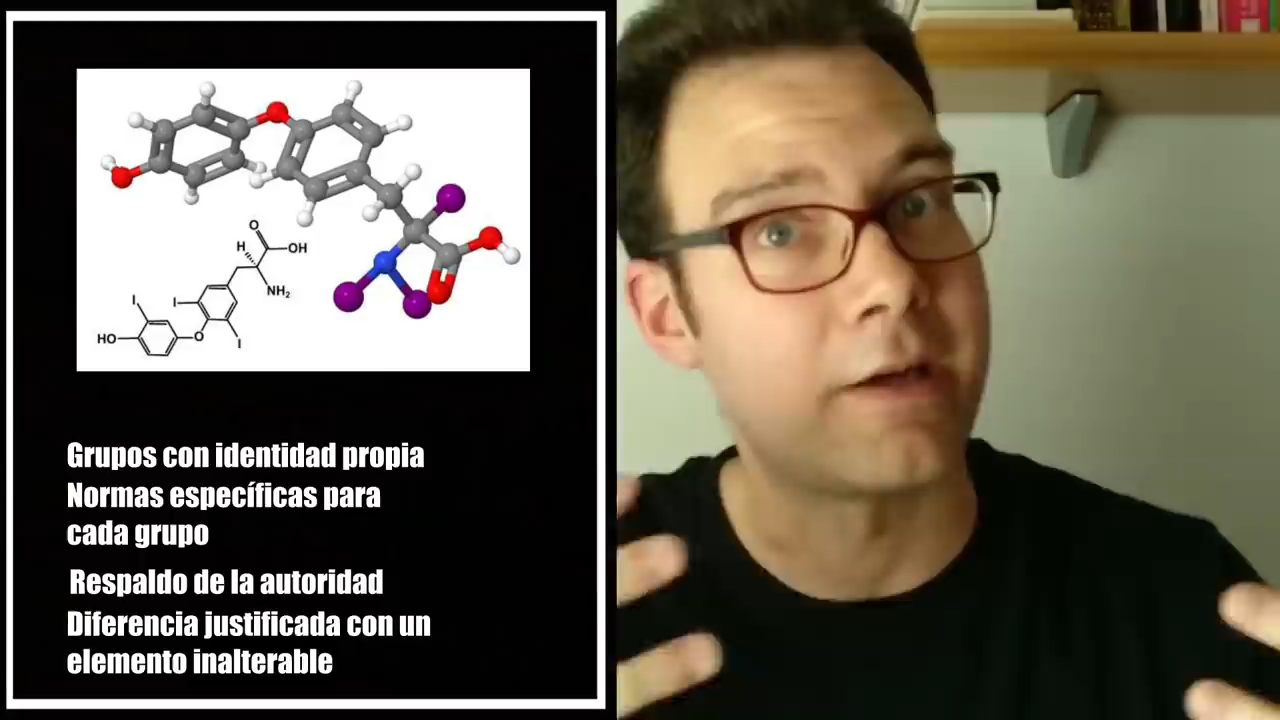 O
H
OH
NH2
I
I
HO
O
I
Grupos con identidad propia
Normas específicas para
cada grupo
Respaldo de la autoridad
Diferencia justificada con un
elemento inalterable